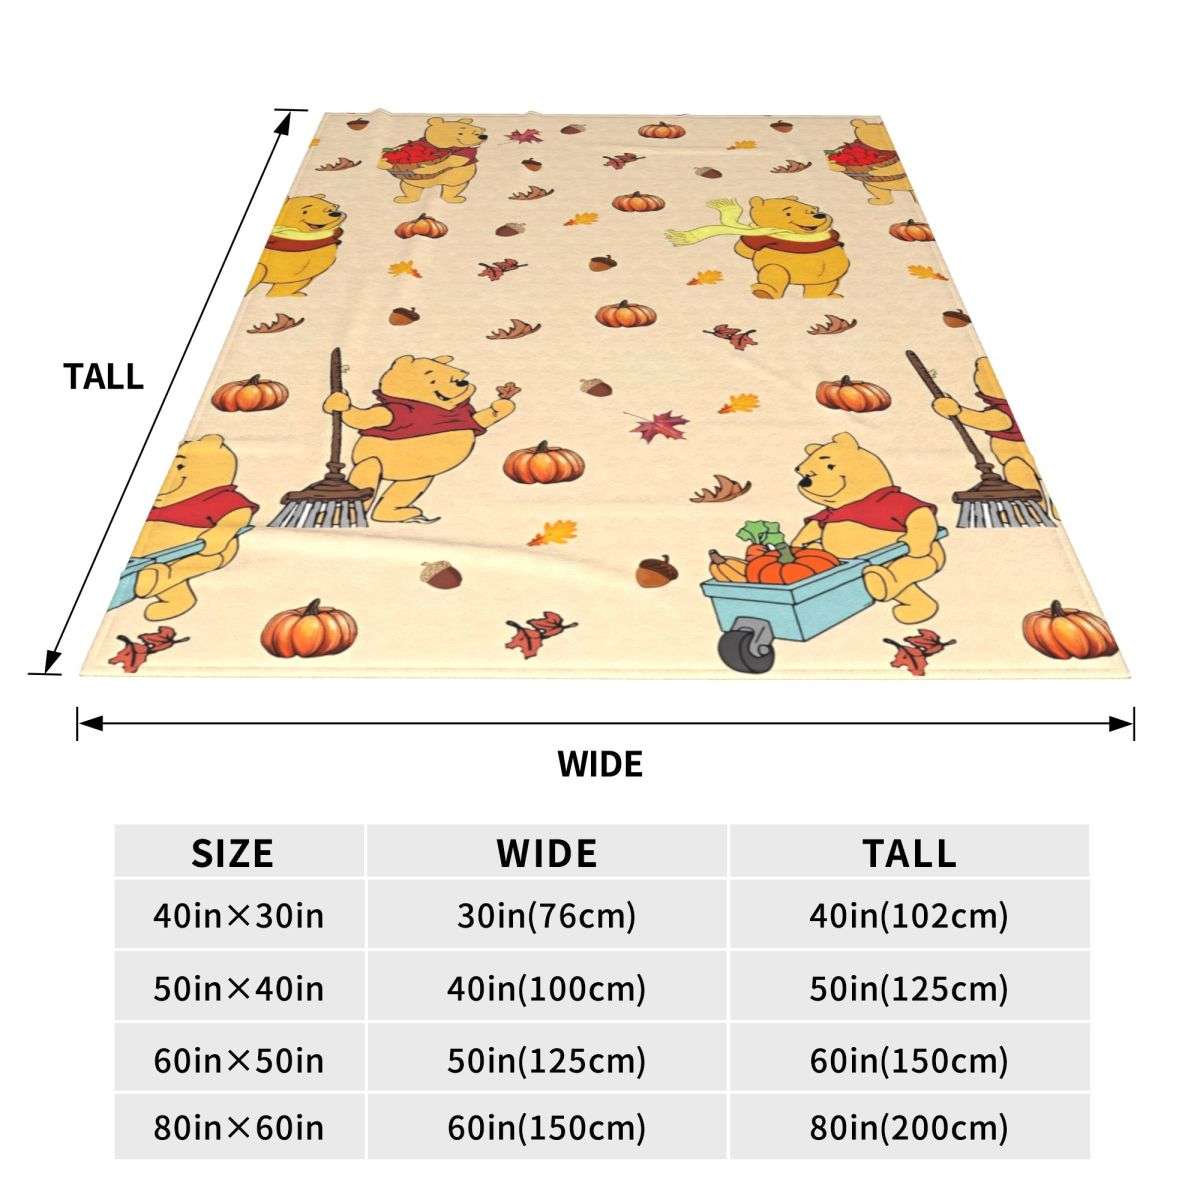 TALL
WIDE
SIZE WIDE TALL
40in×30in 30in(76cm) 40in(102cm)
50in×40in 40in(100cm) 50in(125cm)
60in×50in 50in(125cm) 60in(150cm)
80in×60in 60in(150cm) 80in(200cm)